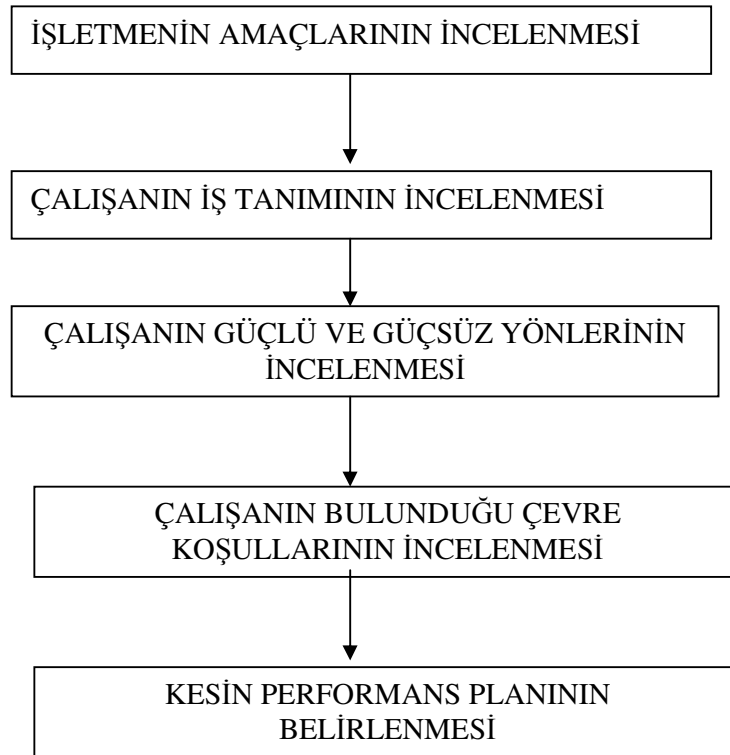 İŞLETMENİN AMAÇLARININ İNCELENMESİ
ÇALIŞANIN İŞ TANIMININ İNCELENMESİ
ÇALIŞANIN GÜÇLÜ VE GÜÇSÜZ YÖNLERİNİN
İNCELENMESİ
ÇALIŞANIN BULUNDUĞU ÇEVRE
KOŞULLARININ İNCELENMESİ
KESİN PERFORMANS PLANININ
BELİRLENMESİ